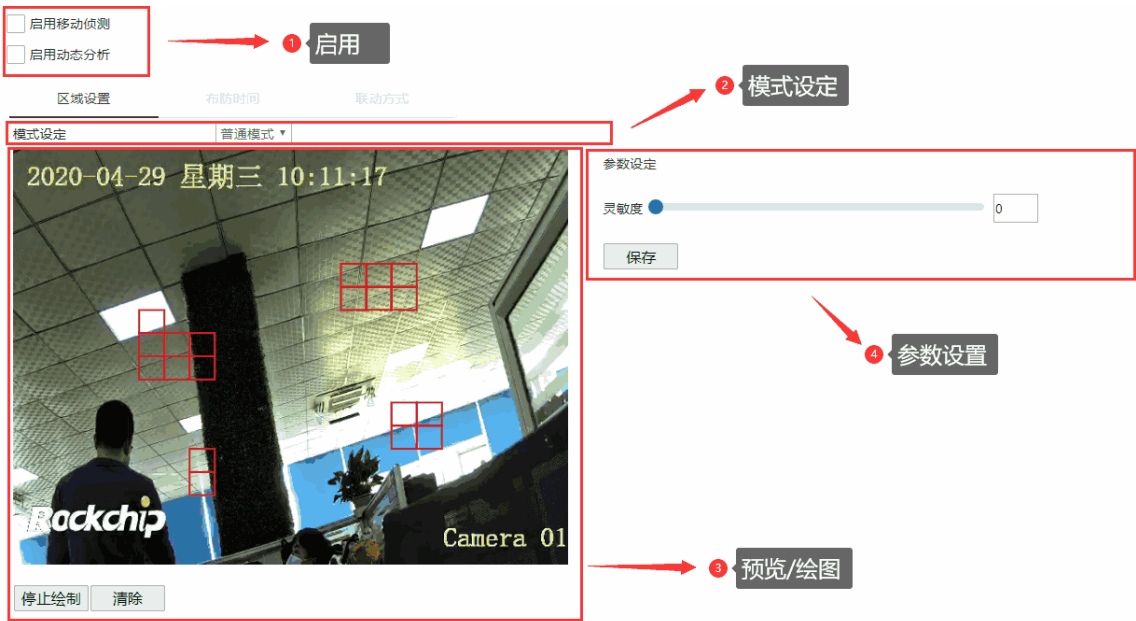 启用移动侦测
启用动态分析
1 启用
区域设置 布防时间 联动方式
2 模式设定
模式设定 普通模式
2020-04-29 星期三 10:11:17
参数设定
灵敏度 0
保存
4 参数设置
Rockchip
Camera 01
3 预览/绘图
停止绘制 清除